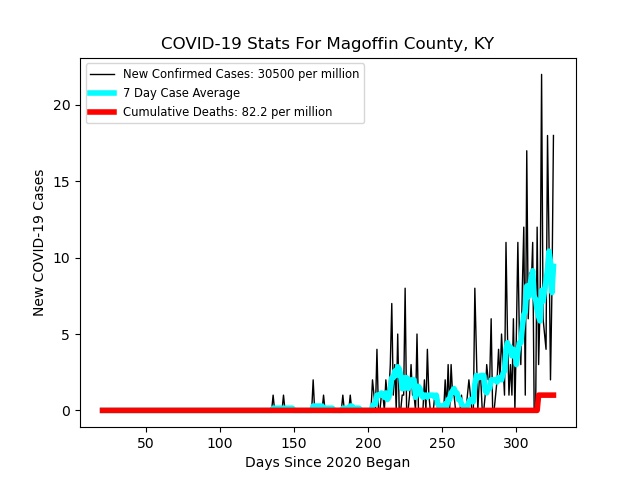 COVID-19 Stats For Magoffin County, KY
New Confirmed Cases: 30500 per million
7 Day Case Average
Cumulative Deaths: 82.2 per million
New COVID-19 Cases
20
15
10
5
0
50 100 150 200 250 300
Days Since 2020 Began